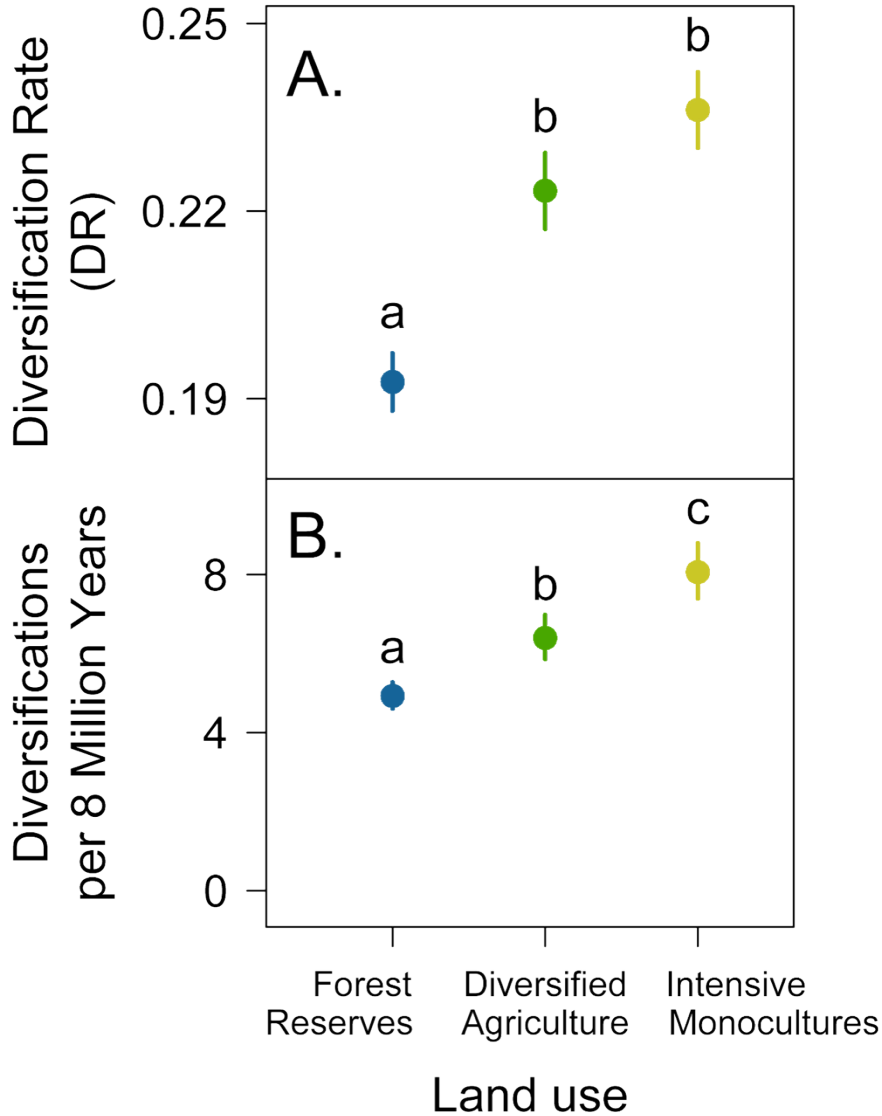 Diversification Rate
(DR)
0.25
0.22
0.19
A.
a
b
b
Diversifications
per 8 Million Years
8
4
0
B.
a
b
c
Forest
Reserves
Diversified
Agriculture
Intensive
Monocultures
Land use